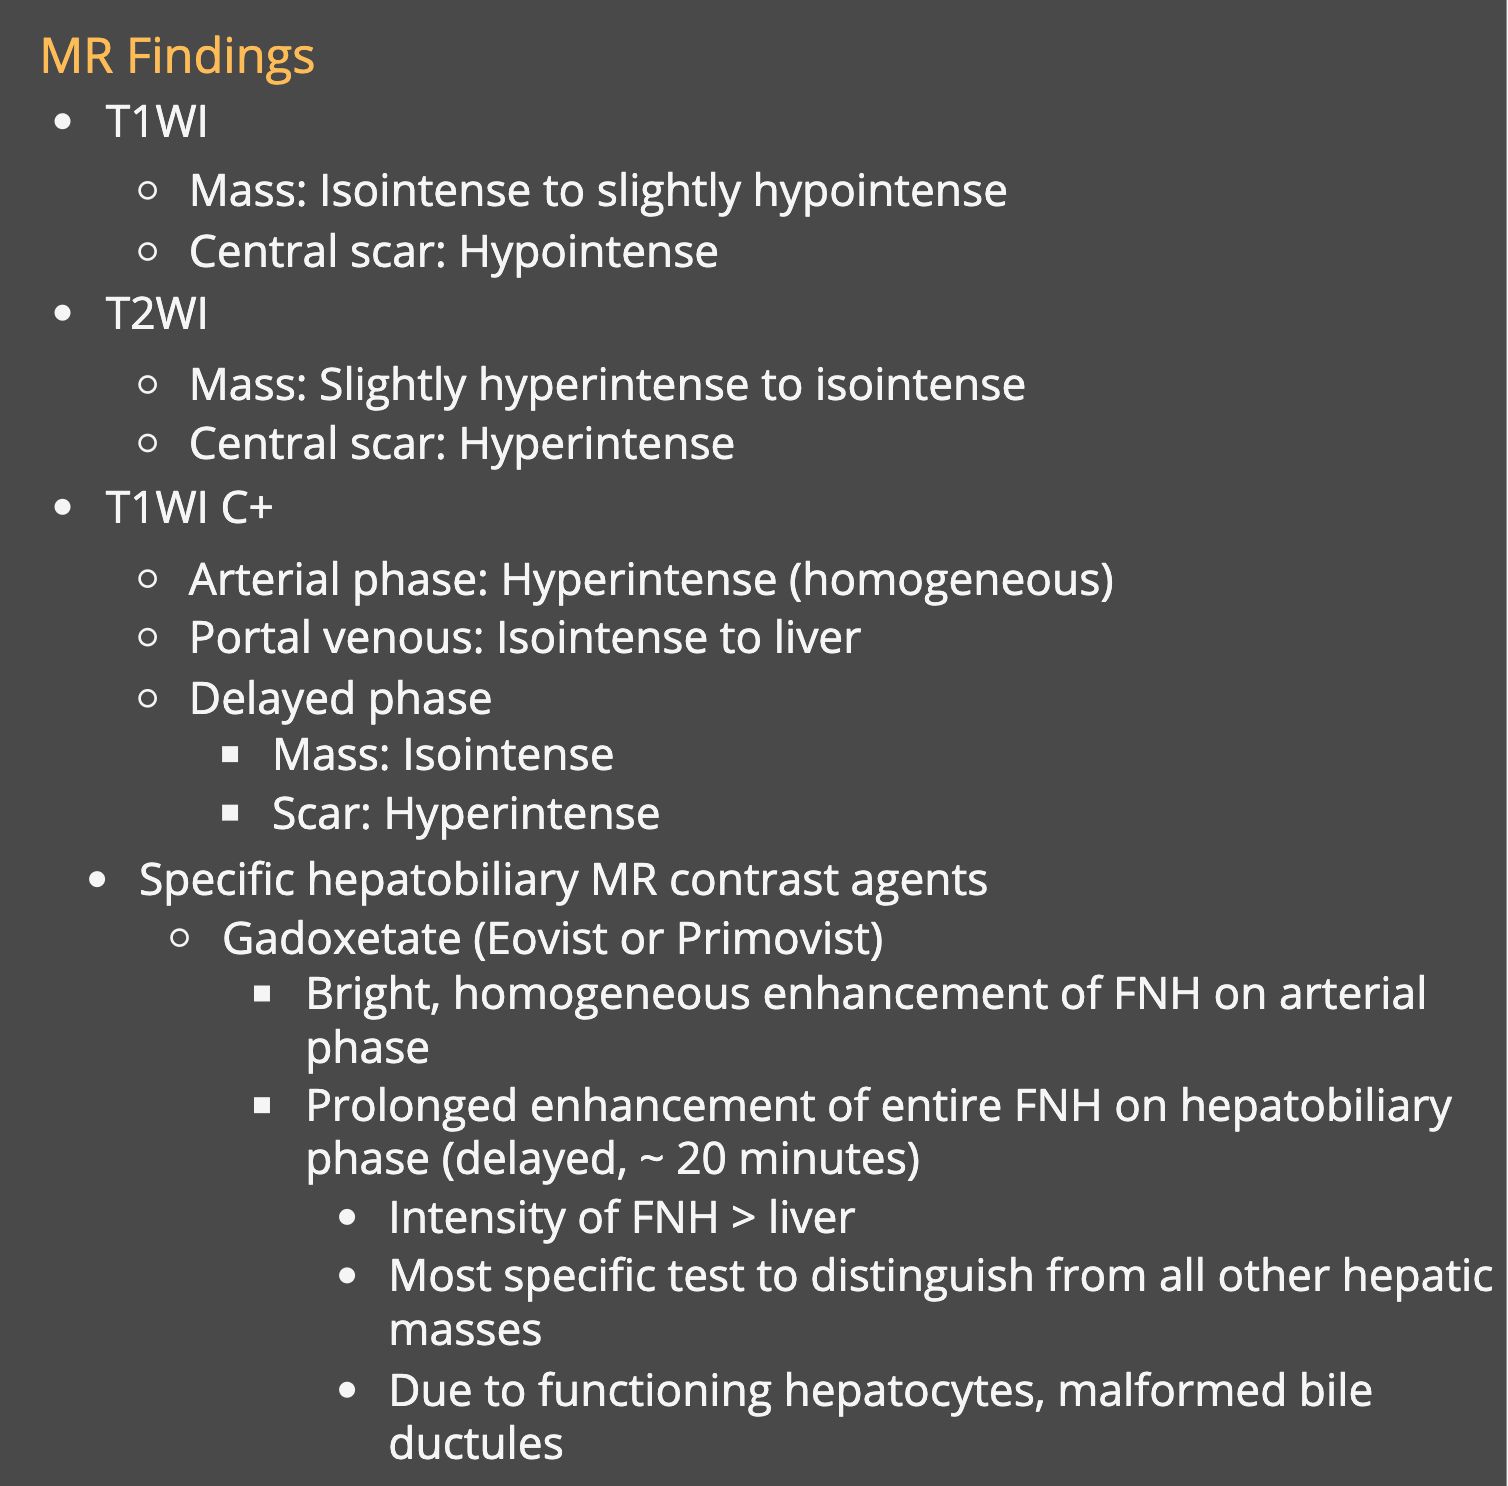 MR Findings
• T1WI
○ Mass: Isointense to slightly hypointense
○ Central scar: Hypointense
• T2WI
○ Mass: Slightly hyperintense to isointense
○ Central scar: Hyperintense
• T1WI C+
○ Arterial phase: Hyperintense (homogeneous)
○ Portal venous: Isointense to liver
○ Delayed phase
▪ Mass: Isointense
▪ Scar: Hyperintense
• Specific hepatobiliary MR contrast agents
○ Gadoxetate (Eovist or Primovist)
▪ Bright, homogeneous enhancement of FNH on arterial
phase
▪ Prolonged enhancement of entire FNH on hepatobiliary
phase (delayed, ~ 20 minutes)
• Intensity of FNH > liver
• Most specific test to distinguish from all other hepatic
masses
• Due to functioning hepatocytes, malformed bile
ductules